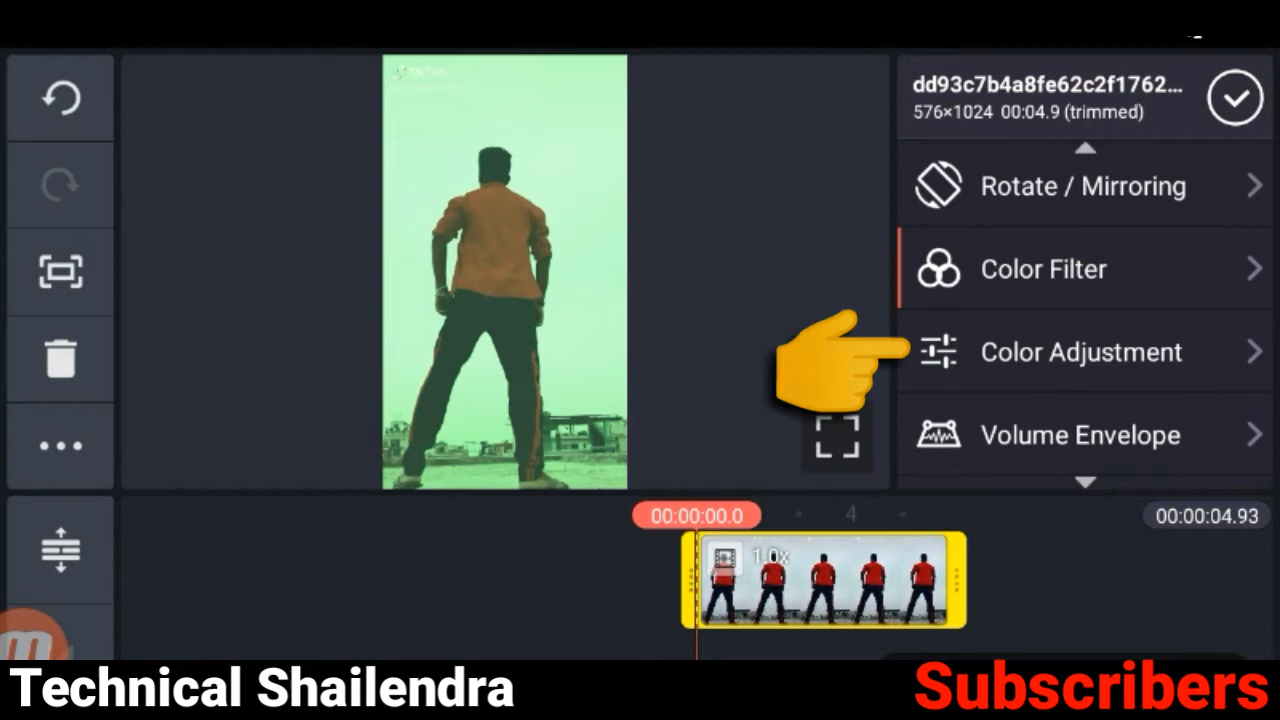 dd93c7b4a8fe62c2f1762...
576×1024 00:04.9 (trimmed)
Rotate / Mirroring
Color Filter
Color Adjustment
Volume Envelope
00:00:00.0
4
00:00:04.93
1.0x
Technical Shailendra
Subscribers